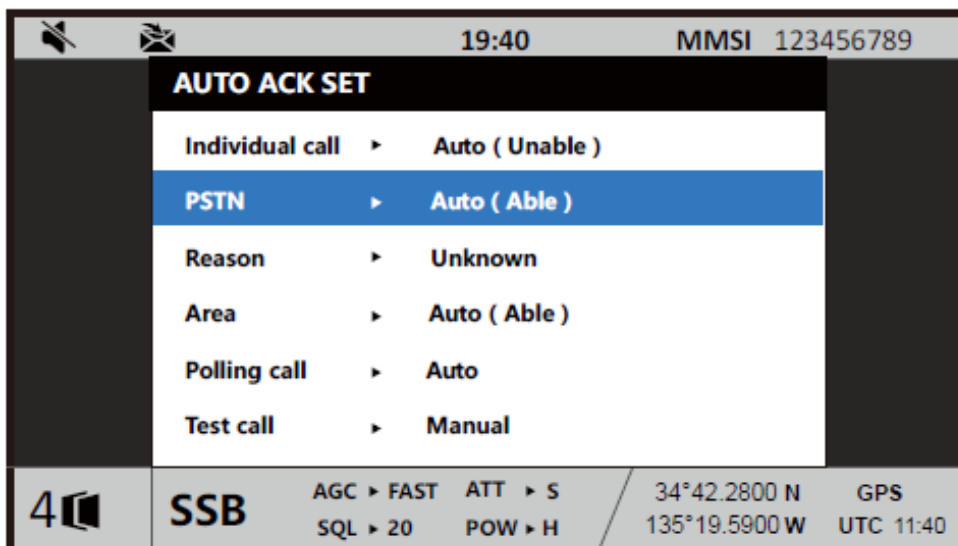 19:40 MMSI 123456789
AUTO ACK SET
Individual call ▸ Auto ( Unable )
PSTN ▸ Auto ( Able )
Reason ▸ Unknown
Area ▸ Auto ( Able )
Polling call ▸ Auto
Test call ▸ Manual
4 SSB
AGC ▸ FAST ATT ▸ S
SQL ▸ 20 POW ▸ H
34°42.2800 N GPS
135°19.5900 W UTC 11:40